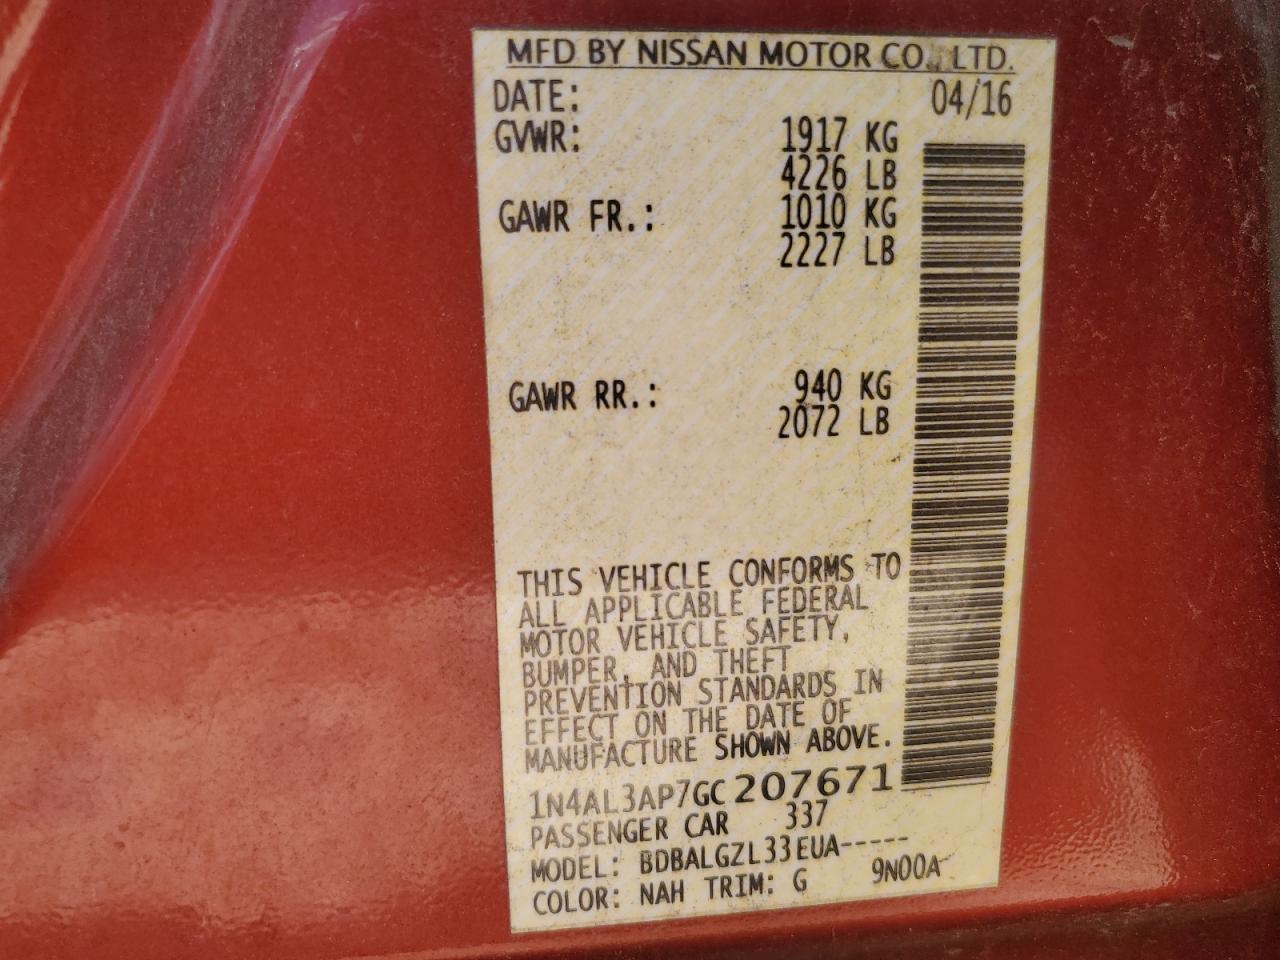 MFD BY NISSAN MOTOR CO., LTD.
DATE: 04/16
GVWR: 1917 KG
4226 LB
GAWR FR.: 1010 KG
2227 LB
GAWR RR.: 940 KG
2072 LB
THIS VEHICLE CONFORMS TO
ALL APPLICABLE FEDERAL
MOTOR VEHICLE SAFETY,
BUMPER, AND THEFT
PREVENTION STANDARDS IN
EFFECT ON THE DATE OF
MANUFACTURE SHOWN ABOVE.
1N4AL3AP7GC207671
PASSENGER CAR 337
MODEL: BDBALGZL33EUA-----
COLOR: NAH TRIM: G 9N00A